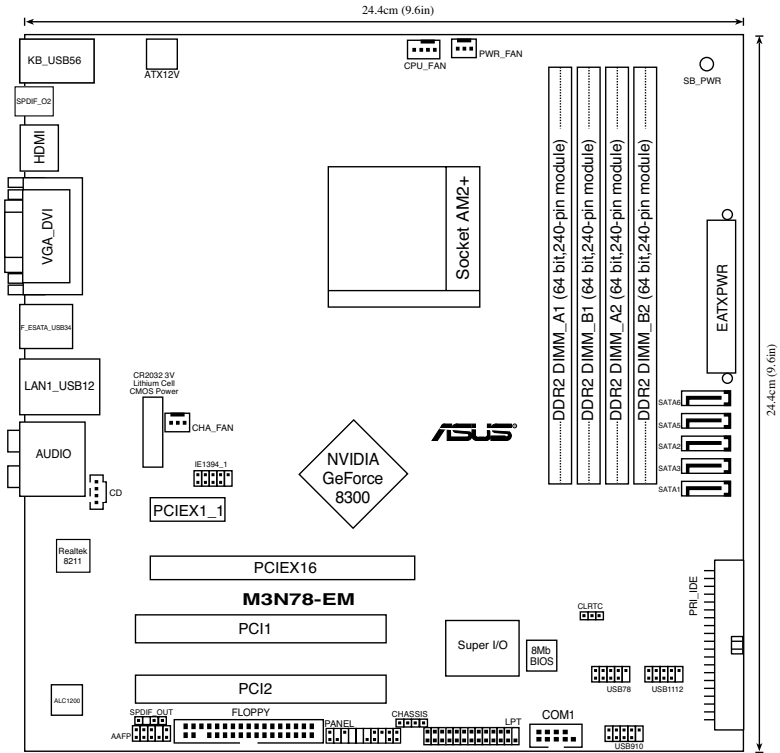 24.4cm (9.6in)
KB_USB56
ATX12V
CPU_FAN
PWR_FAN
SB_PWR
SPDIF_O2
HDMI
VGA_DVI
Socket AM2+
DDR2 DIMM_A1 (64 bit,240-pin module)
DDR2 DIMM_B1 (64 bit,240-pin module)
DDR2 DIMM_A2 (64 bit,240-pin module)
DDR2 DIMM_B2 (64 bit,240-pin module)
EATXPWR
24.4cm (9.6in)
F_ESATA_USB34
LAN1_USB12
CR2032 3V
Lithium Cell
CMOS Power
CHA_FAN
SATA6
SATA5
SATA2
SATA3
SATA1
AUDIO
ASUS
NVIDIA
GeForce
8300
IE1394_1
CD
PCIEX1_1
Realtek
8211
PCIEX16
M3N78-EM
PRI_IDE
CLRTC
PCI1
Super I/O
8Mb
BIOS
PCI2
USB78
USB1112
ALC1200
SPDIF_OUT
FLOPPY
AAFP
PANEL
CHASSIS
LPT
COM1
USB910